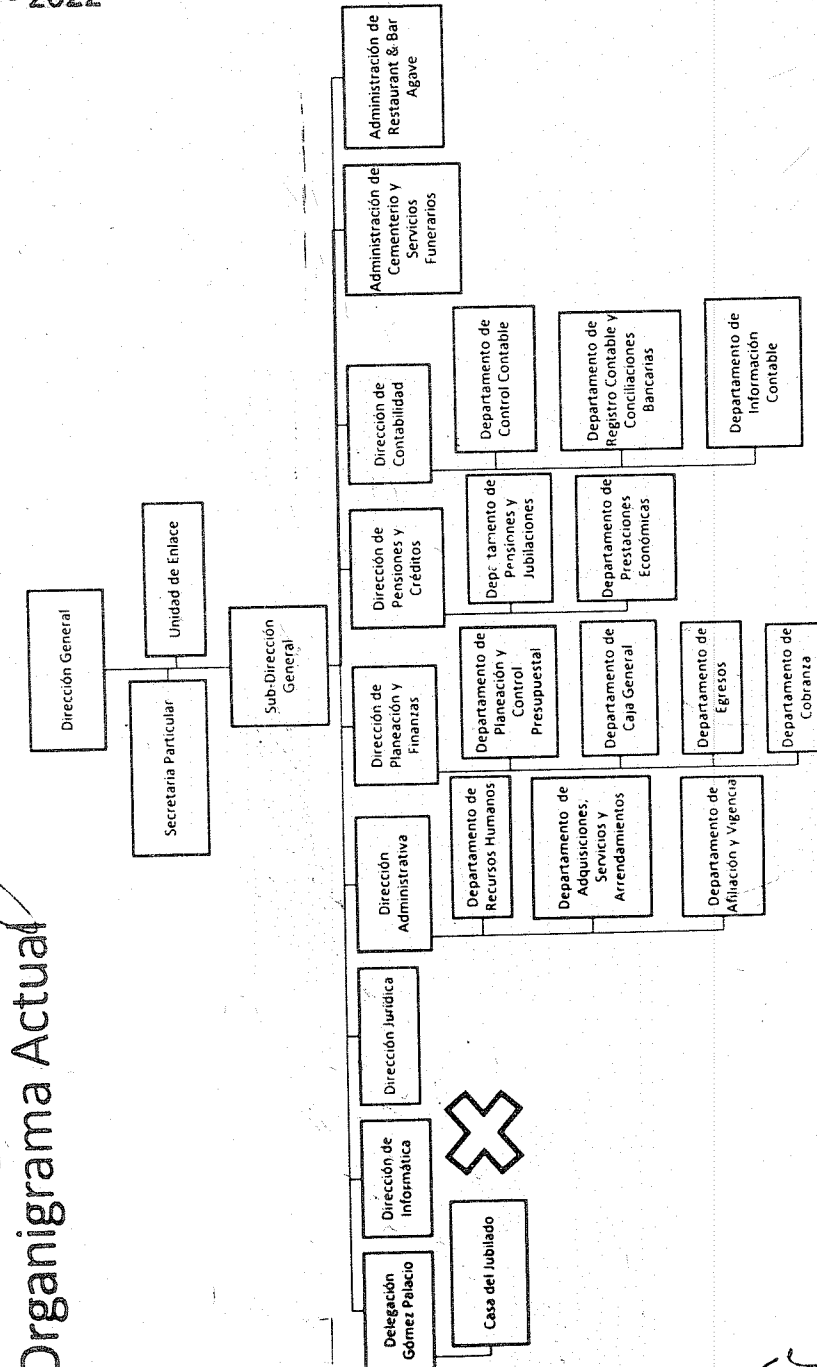 2022
Organigrama Actual
Dirección General
Secretaria Particular
Unidad de Enlace
Sub-Dirección
General
Delegación
Gómez Palacio
Dirección de
Informática
Dirección Jurídica
Dirección
Administrativa
Dirección de
Planeación y
Finanzas
Dirección de
Pensiones y
Créditos
Dirección de
Contabilidad
Administración de
Cementerio y
Servicios
Funerarios
Administración de
Restaurant & Bar
Agave
Casa del Jubilado
Departamento de
Recursos Humanos
Departamento de
Adquisiciones,
Servicios y
Arrendamientos
Departamento de
Afiliación y Vigencia
Departamento de
Planeación y
Control
Presupuestal
Departamento de
Caja General
Departamento de
Egresos
Departamento de
Cobranza
Departamento de
Pensiones y
Jubilaciones
Departamento de
Prestaciones
Económicas
Departamento de
Control Contable
Departamento de
Registro Contable y
Conciliaciones
Bancarias
Departamento de
Información
Contable